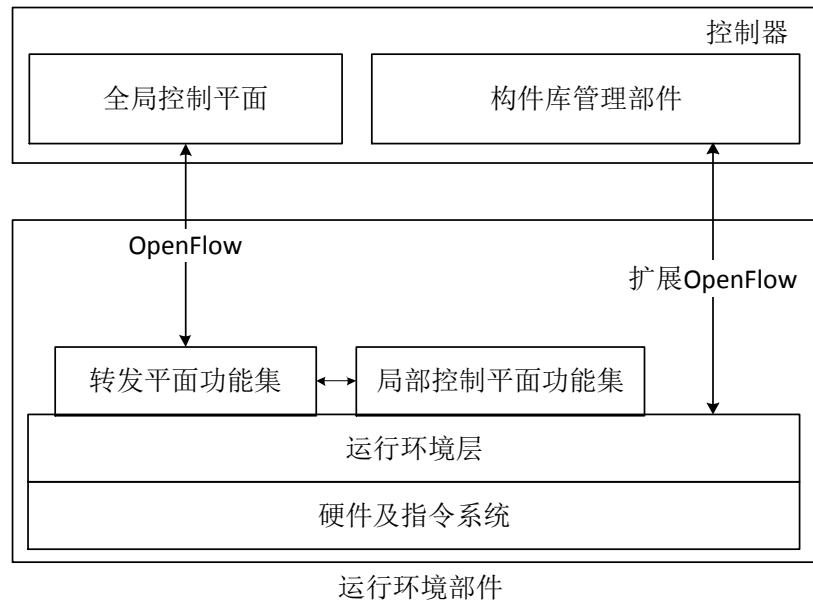 控制器
全局控制平面
构件库管理部件
OpenFlow
扩展OpenFlow
转发平面功能集
局部控制平面功能集
运行环境层
硬件及指令系统
运行环境部件